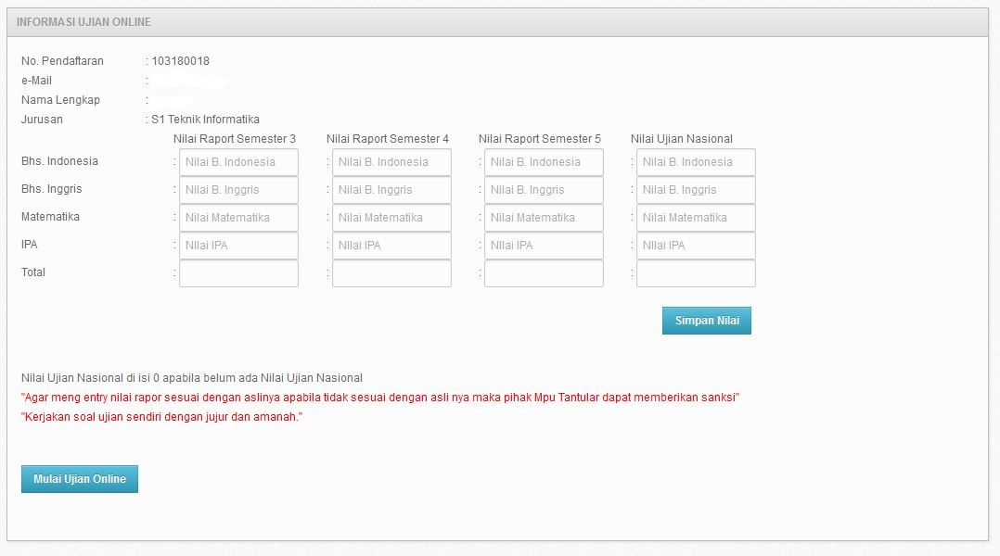 INFORMASI UJIAN ONLINE
No. Pendaftaran : 103180018
e-Mail :
Nama Lengkap :
Jurusan : S1 Teknik Informatika
Nilai Raport Semester 3 Nilai Raport Semester 4 Nilai Raport Semester 5 Nilai Ujian Nasional
Bhs. Indonesia : Nilai B. Indonesia : Nilai B. Indonesia : Nilai B. Indonesia : Nilai B. Indonesia
Bhs. Inggris : Nilai B. Inggris : Nilai B. Inggris : Nilai B. Inggris : Nilai B. Inggris
Matematika : Nilai Matematika : Nilai Matematika : Nilai Matematika : Nilai Matematika
IPA : NIlai IPA : NIlai IPA : NIlai IPA : NIlai IPA
Total : : : :
Simpan Nilai
Nilai Ujian Nasional di isi 0 apabila belum ada Nilai Ujian Nasional
"Agar meng entry nilai rapor sesuai dengan aslinya apabila tidak sesuai dengan asli nya maka pihak Mpu Tantular dapat memberikan sanksi"
"Kerjakan soal ujian sendiri dengan jujur dan amanah."
Mulai Ujian Online